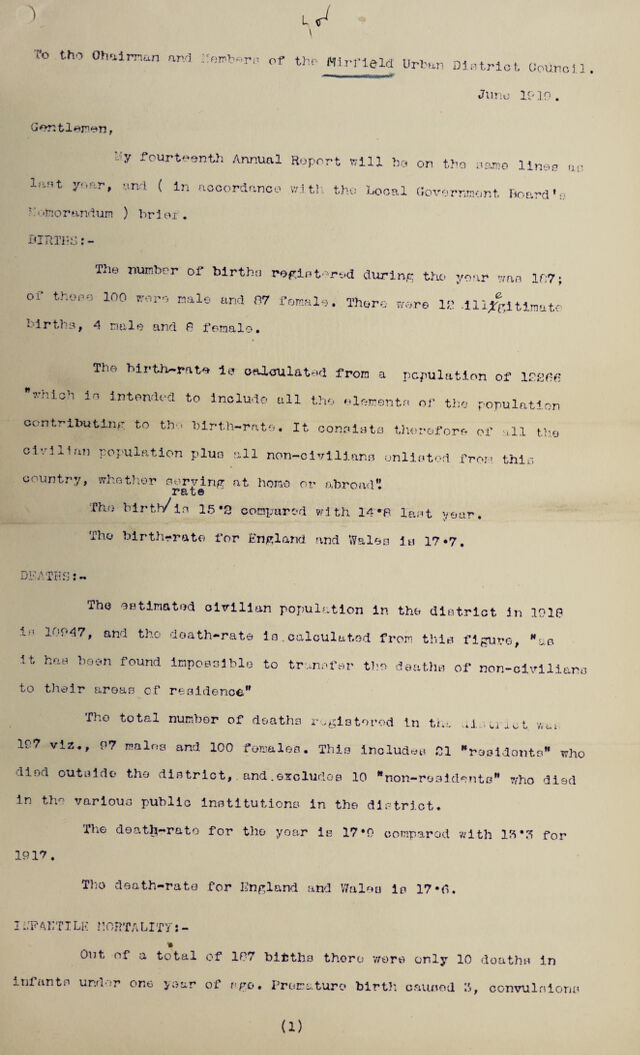 To the Chairman and Members of the Mirfield Urban District Council.
June 1919.
Gentlemen,
My fourteenth Annual Report will be on the same lines as
last year, and ( in accordance with the Local Government Board's
Memorandum ) brief.
BIRTHS:-
The number of births registered during the year was 187;
of these 100 were male and 87 female. There were 12 illegitimate
births, 4 male and 8 female.
The birth-rate is calculated from a population of 12266
"which is intended to include all the elements of the population
contributing to the birth-rate. It consists therefore of all the
civilian population plus all non-civilians enlisted from this
country, whether serving at home or abroad".
The birth/rate is 15•2 compared with 14•8 last year.
The birth-rate for England and Wales is 17•7.
DEATHS:-
The estimated civilian population in the district in 1918
is 10947, and the death-rate is calculated from this figure, "as
it has been found impossible to transfer the deaths of non-civilians
to their areas of residence"
The total number of deaths registered in the district was
197 viz., 97 males and 100 females. This includes 21 "residents" who
died outside the district, and excludes 10 "non-residents" who died
in the various public institutions in the district.
The death-rate for the year is 17•9 compared with 13•3 for
1917.
The death-rate for England and Wales is 17•6.
INFANTILE MORTALITY:-
Out of a total of 187 births there were only 10 deaths in
infants under one year of age. Premature birth caused 3, convulsions
(1)